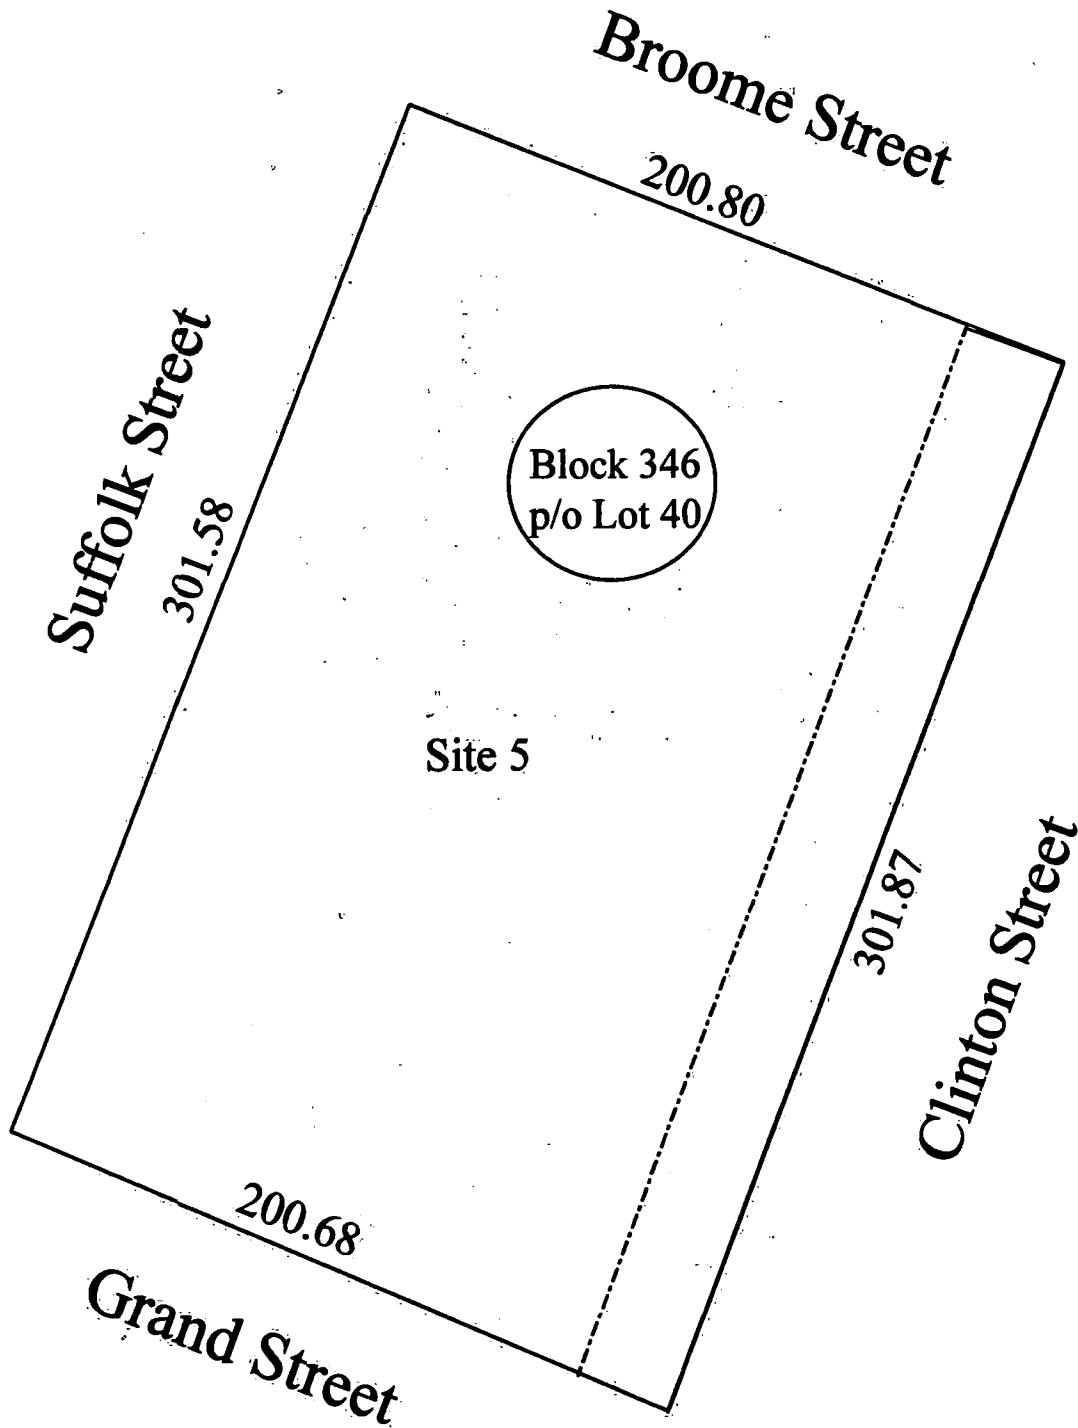 Broome Street
200.80
Suffolk Street
301.58
Block 346
p/o Lot 40
Site 5
301.87
Clinton Street
200.68
Grand Street